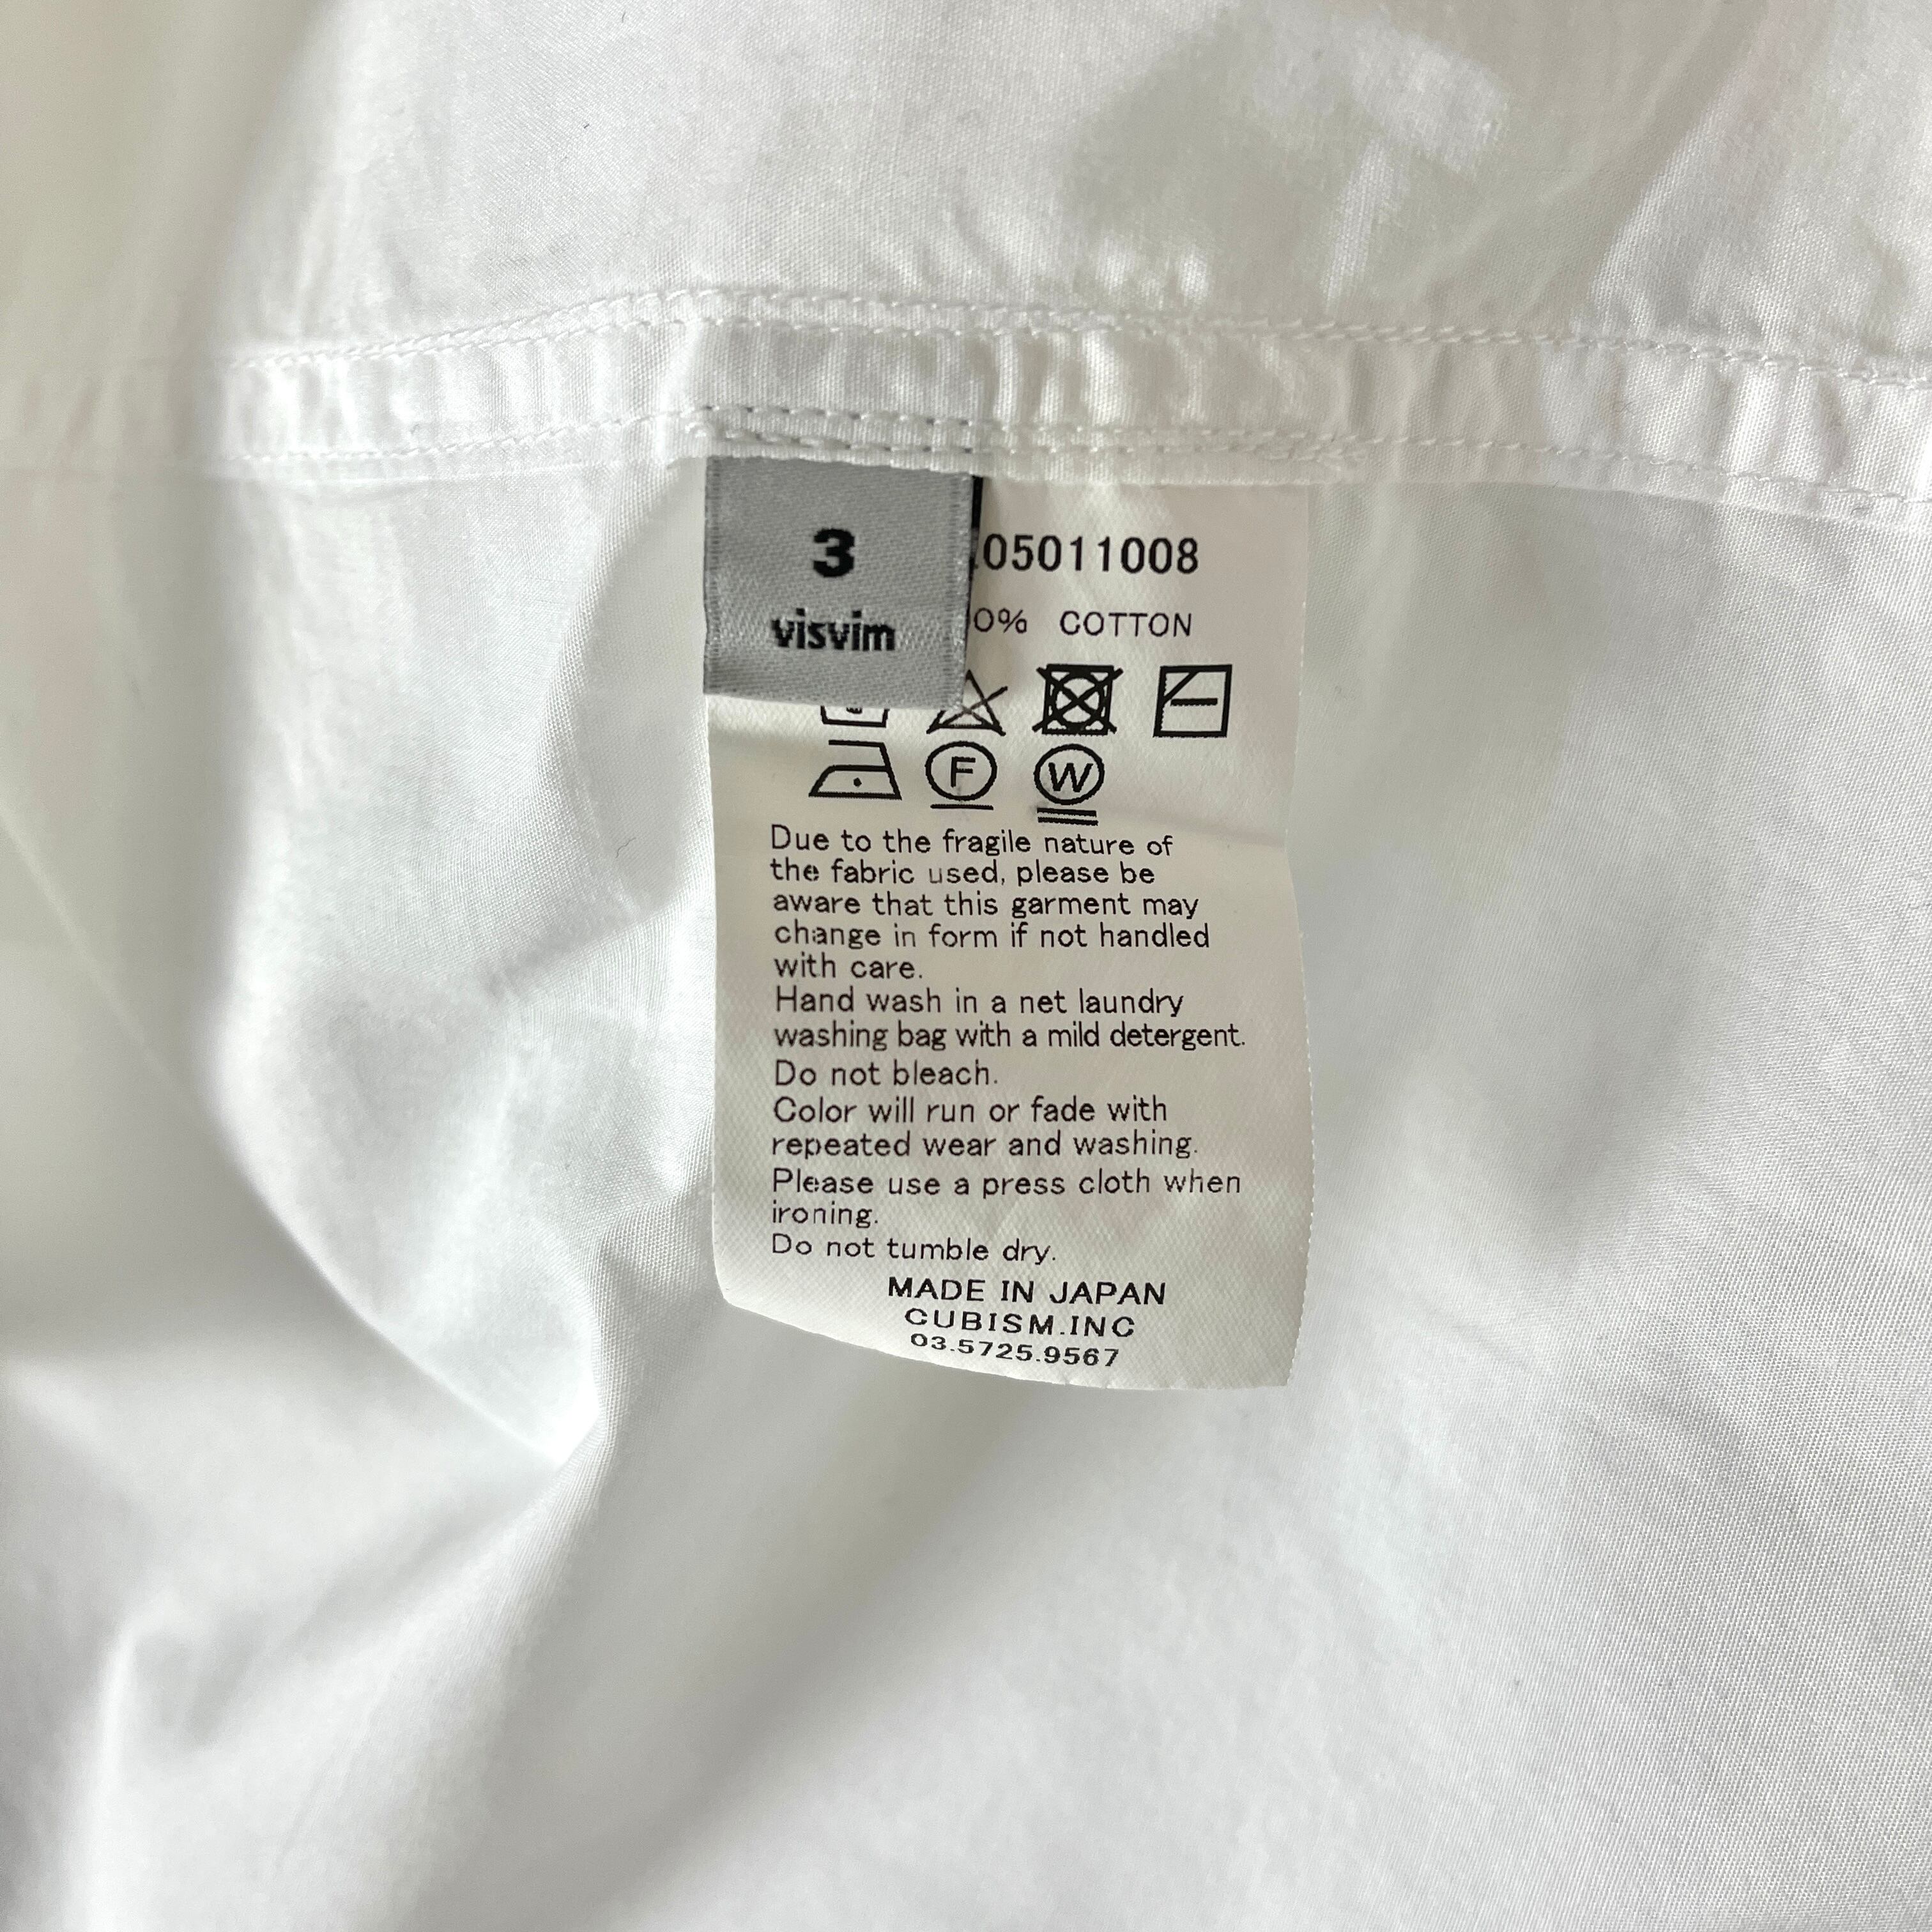 3
visvim
05011008
0% COTTON
F
W
Due to the fragile nature of
the fabric used, please be
aware that this garment may
change in form if not handled
with care.
Hand wash in a net laundry
washing bag with a mild detergent.
Do not bleach.
Color will run or fade with
repeated wear and washing.
Please use a press cloth when
ironing.
Do not tumble dry.
MADE IN JAPAN
CUBISM.INC
03.5725.9567